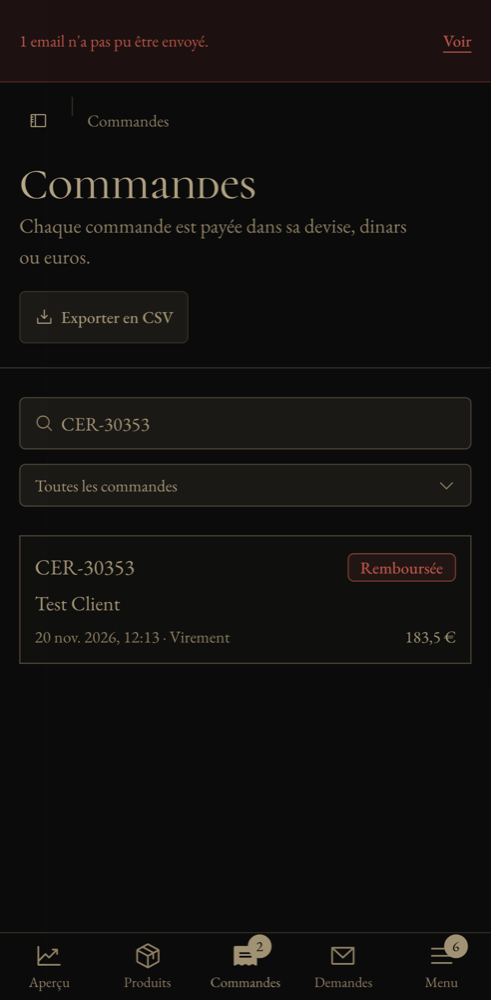 1 email n'a pas pu être envoyé.
Voir
Commandes
Commandes
Chaque commande est payée dans sa devise, dinars
ou euros.
Exporter en CSV
CER-30353
Toutes les commandes
CER-30353
Remboursée
Test Client
20 nov. 2026, 12:13 · Virement
183,5 €
2
6
Aperçu
Produits
Commandes
Demandes
Menu